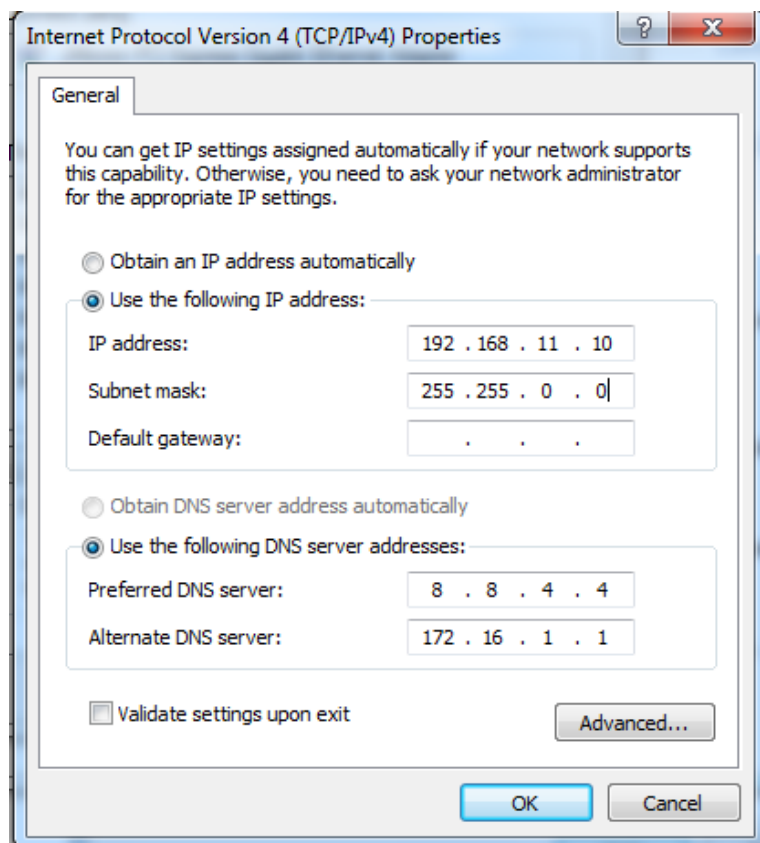 Internet Protocol Version 4 (TCP/IPv4) Properties
General
You can get IP settings assigned automatically if your network supports
this capability. Otherwise, you need to ask your network administrator
for the appropriate IP settings.
Obtain an IP address automatically
Use the following IP address:
IP address: 192 . 168 . 11 . 10
Subnet mask: 255 . 255 . 0 . 0
Default gateway: . . .
Obtain DNS server address automatically
Use the following DNS server addresses:
Preferred DNS server: 8 . 8 . 4 . 4
Alternate DNS server: 172 . 16 . 1 . 1
Validate settings upon exit
Advanced...
OK Cancel